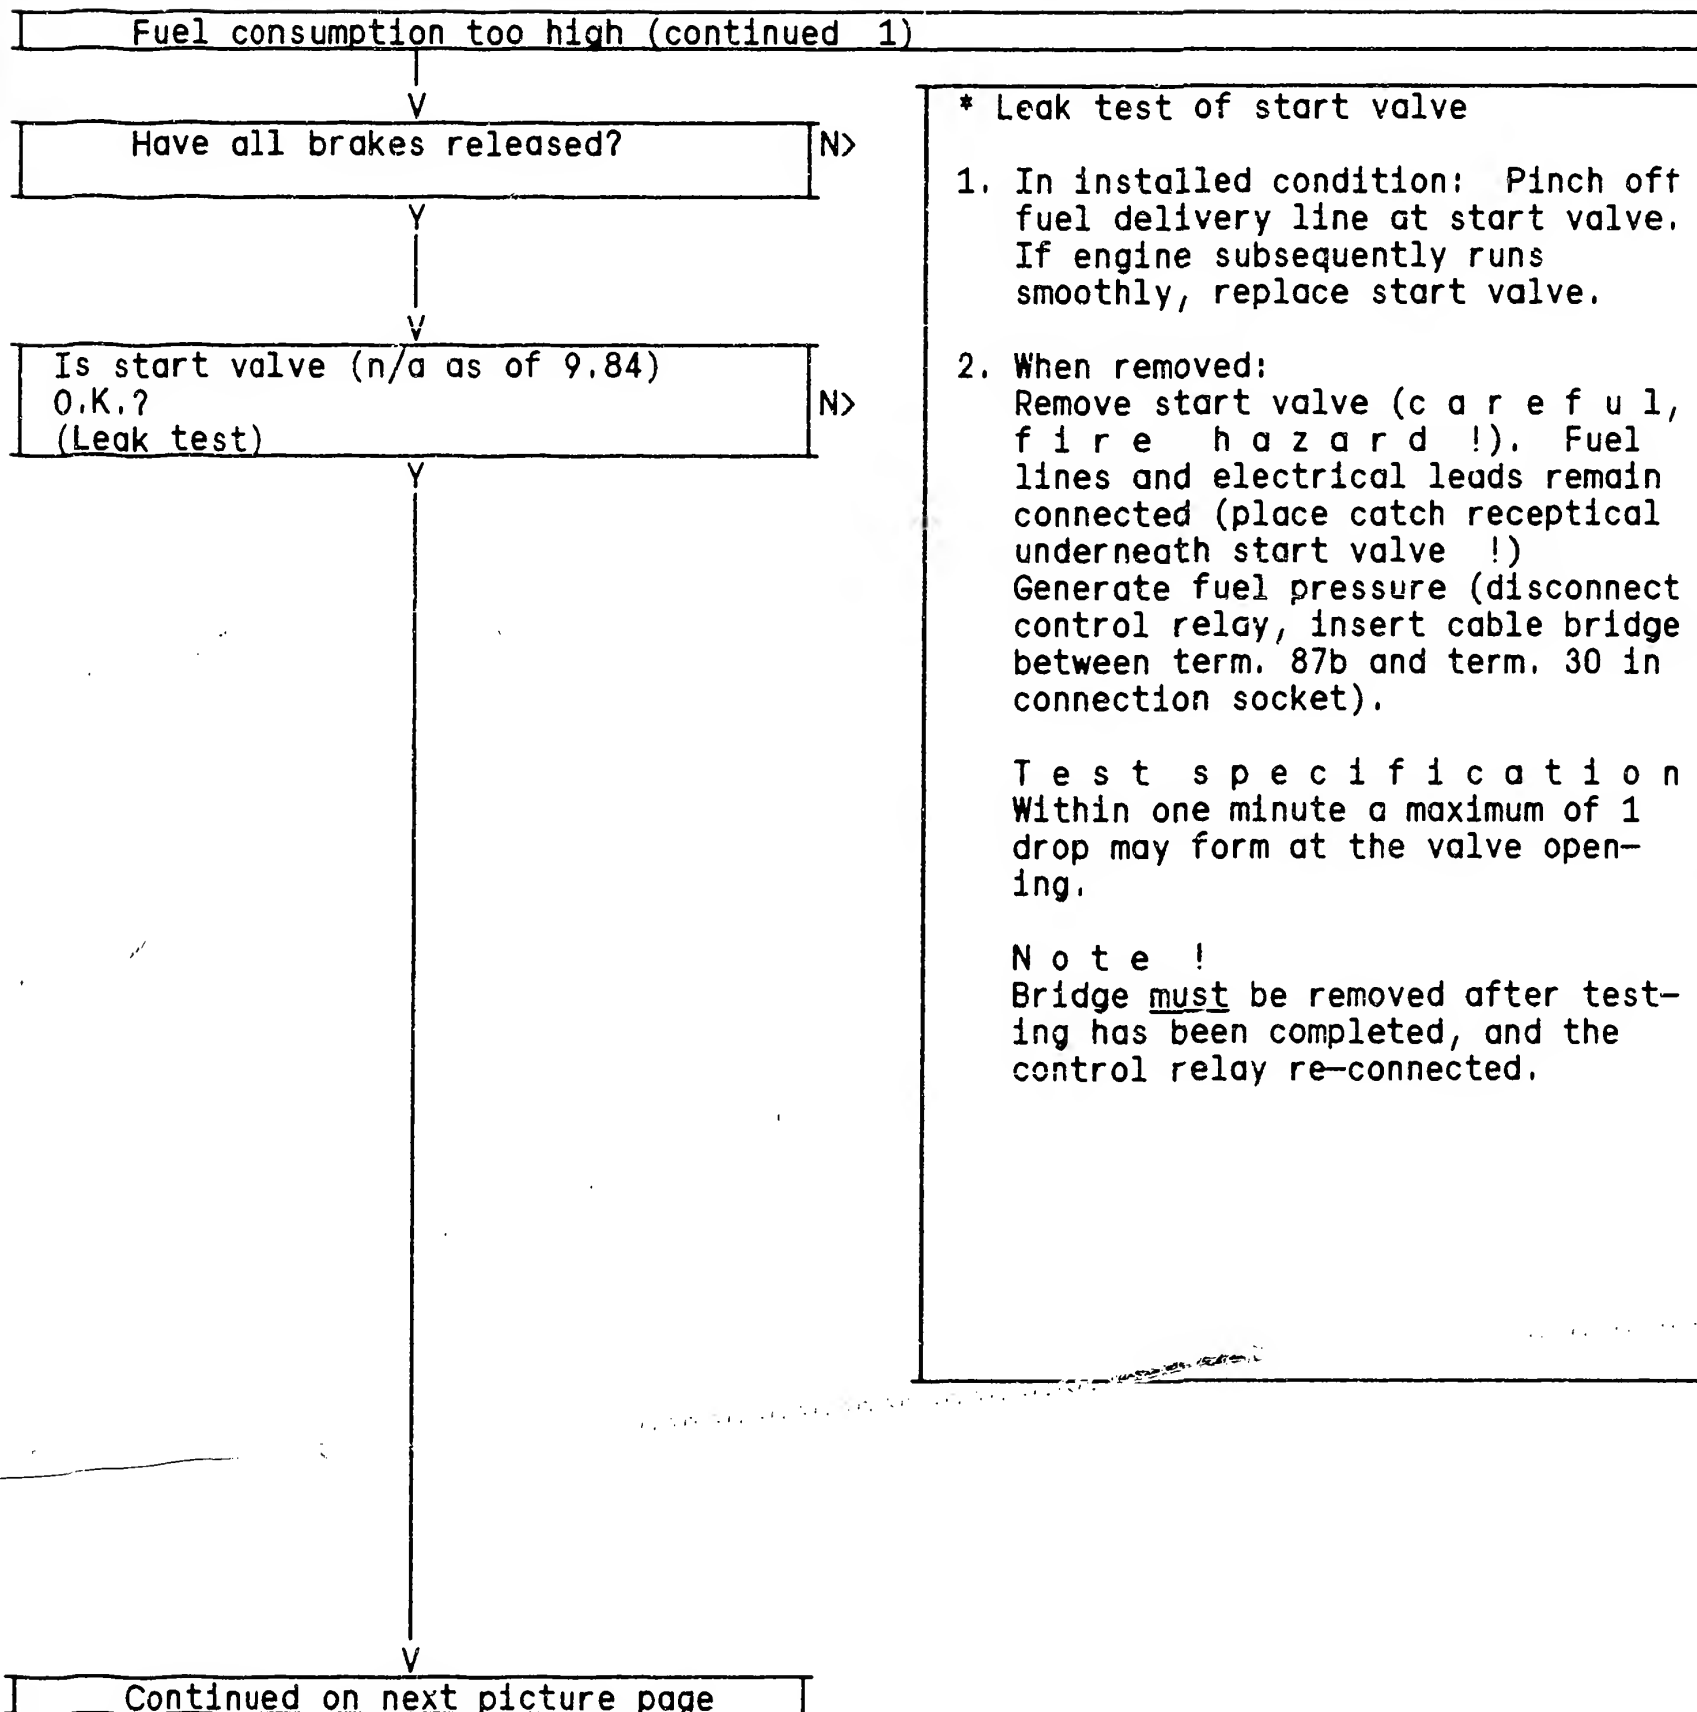 Fuel consumption too high (continued 1)
V
Have all brakes released? N>
Y
V
Is start valve (n/a as of 9.84)
O.K.? N>
(Leak test)
Y
V
Continued on next picture page
* Leak test of start valve
1. In installed condition: Pinch off
fuel delivery line at start valve.
If engine subsequently runs
smoothly, replace start valve.
2. When removed:
Remove start valve (c a r e f u l,
f i r e h a z a r d !). Fuel
lines and electrical leads remain
connected (place catch receptical
underneath start valve !)
Generate fuel pressure (disconnect
control relay, insert cable bridge
between term. 87b and term. 30 in
connection socket).
T e s t s p e c i f i c a t i o n
Within one minute a maximum of 1
drop may form at the valve open-
ing.
N o t e !
Bridge must be removed after test-
ing has been completed, and the
control relay re-connected.